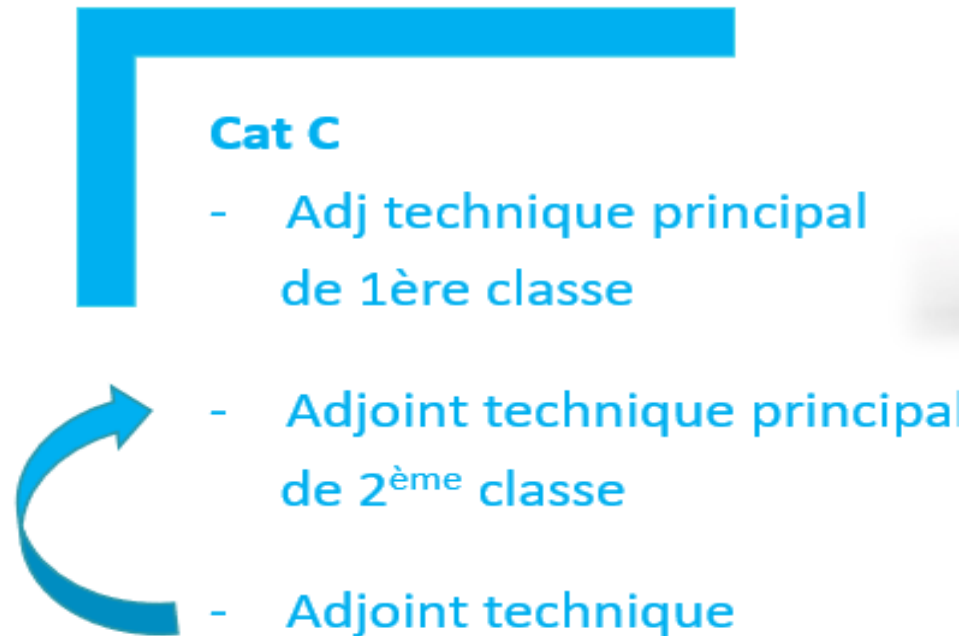 Cat C
- Adj technique principal
de 1ère classe
- Adjoint technique principal
de 2ème classe
- Adjoint technique